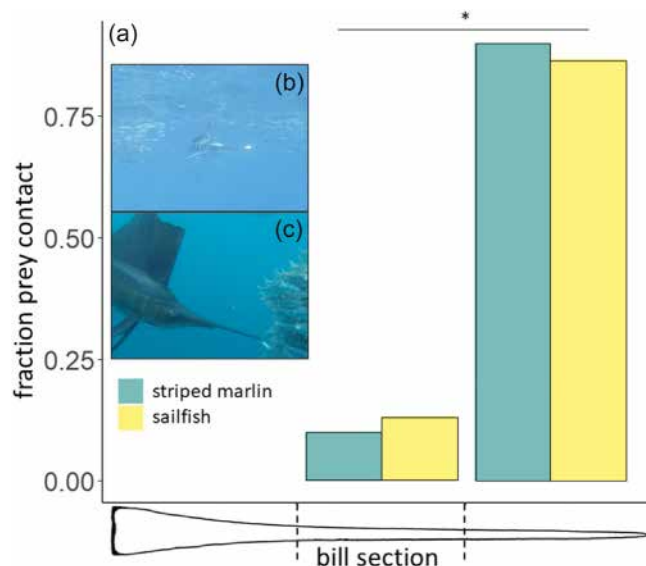 (a)
*
(b)
(c)
fraction prey contact
0.75
0.50
0.25
0.00
striped marlin
sailfish
bill section